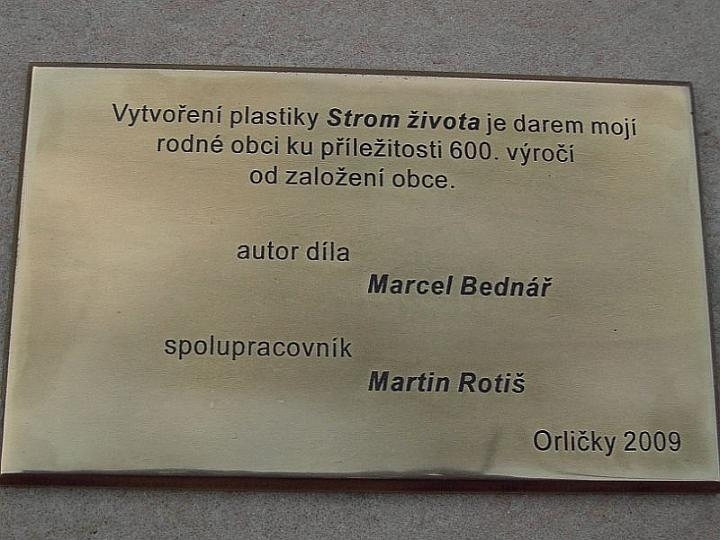 Vytvoření plastiky Strom života je darem mojí
rodné obci ku příležitosti 600. výročí
od založení obce.
autor díla
Marcel Bednář
spolupracovník
Martin Rotiš
Orličky 2009